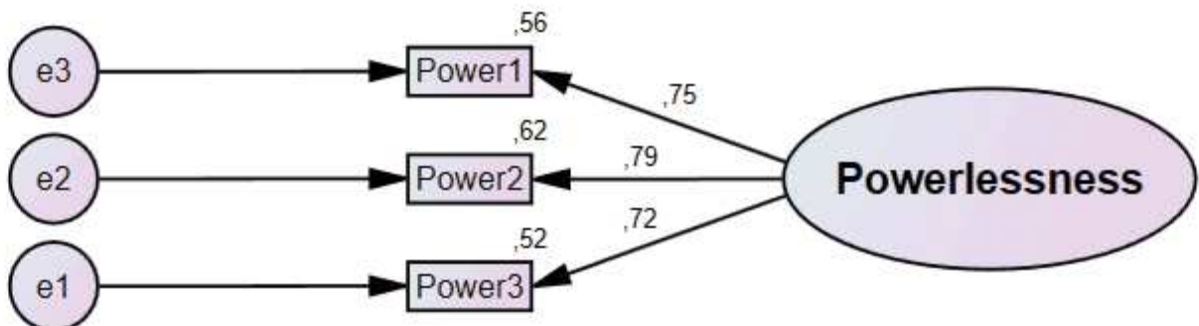 ,56
e3
Power1
,75
,62
e2
Power2
,79
Powerlessness
,52
,72
e1
Power3